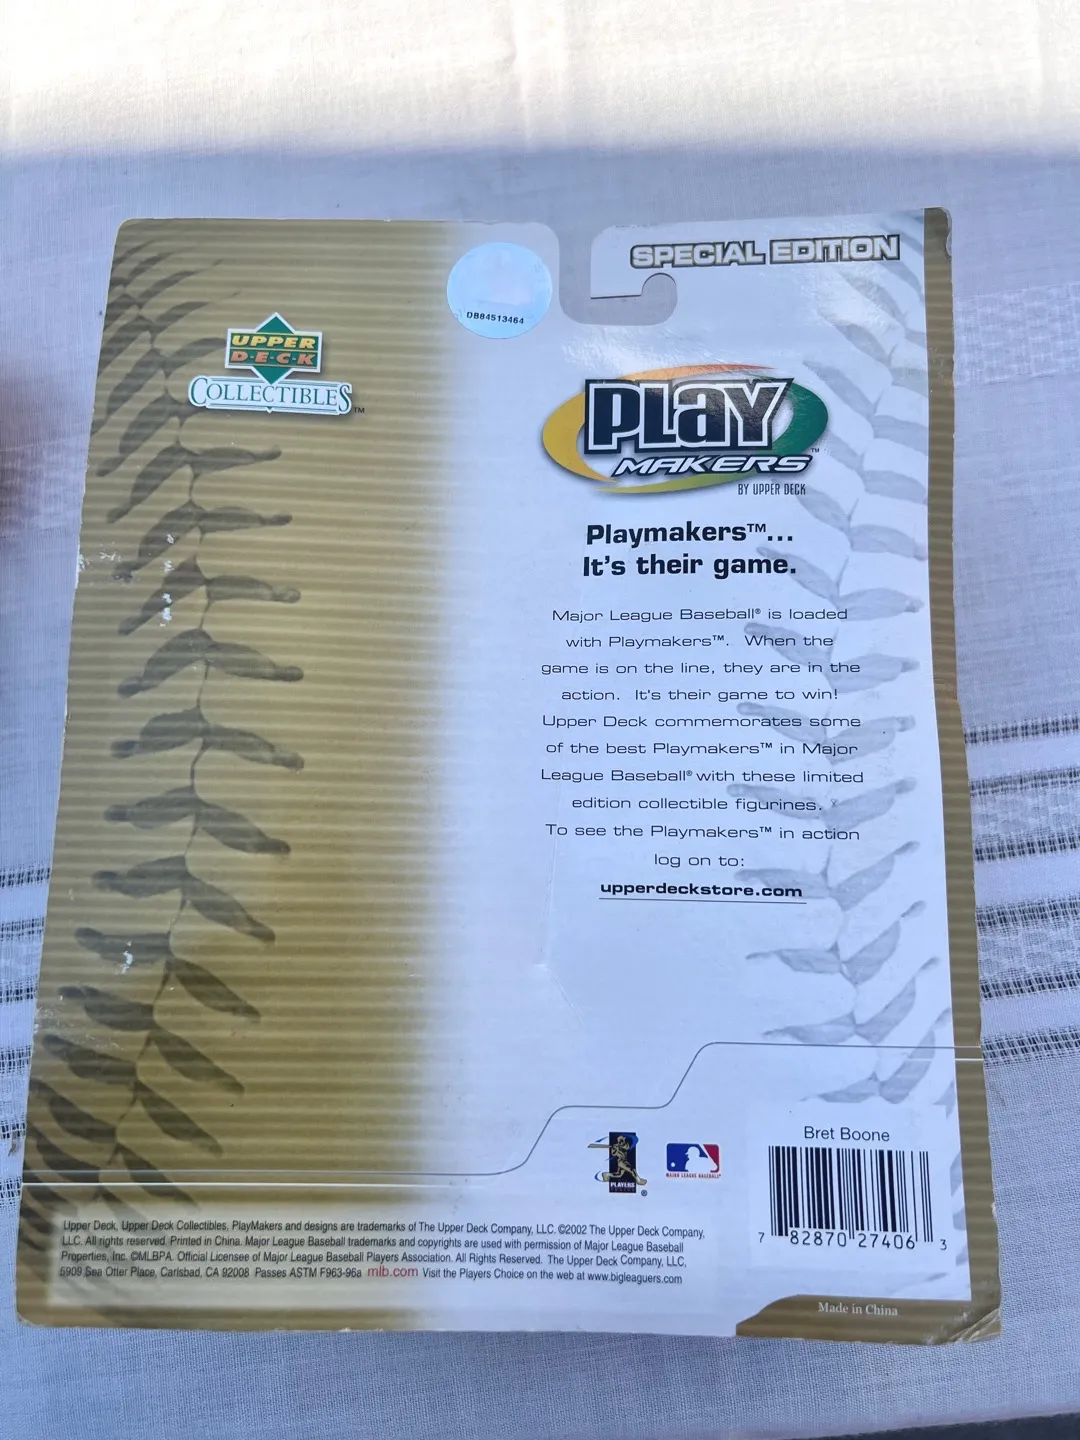 SPECIAL EDITION
DB84513464
UPPER
D·E·C·K
COLLECTIBLES™
PLAY
MAKERS™
BY UPPER DECK
Playmakers™...
It's their game.
Major League Baseball® is loaded
with Playmakers™. When the
game is on the line, they are in the
action. It's their game to win!
Upper Deck commemorates some
of the best Playmakers™ in Major
League Baseball® with these limited
edition collectible figurines.
To see the Playmakers™ in action
log on to:
upperdeckstore.com
PLAYERS
®
MAJOR LEAGUE BASEBALL®
Bret Boone
7 82870 27406 3
Upper Deck, Upper Deck Collectibles, PlayMakers and designs are trademarks of The Upper Deck Company, LLC. ©2002 The Upper Deck Company,
LLC. All rights reserved. Printed in China. Major League Baseball trademarks and copyrights are used with permission of Major League Baseball
Properties, Inc. ©MLBPA. Official Licensee of Major League Baseball Players Association. All Rights Reserved. The Upper Deck Company, LLC,
5909 Sea Otter Place, Carlsbad, CA 92008 Passes ASTM F963-96a mlb.com Visit the Players Choice on the web at www.bigleaguers.com
Made in China